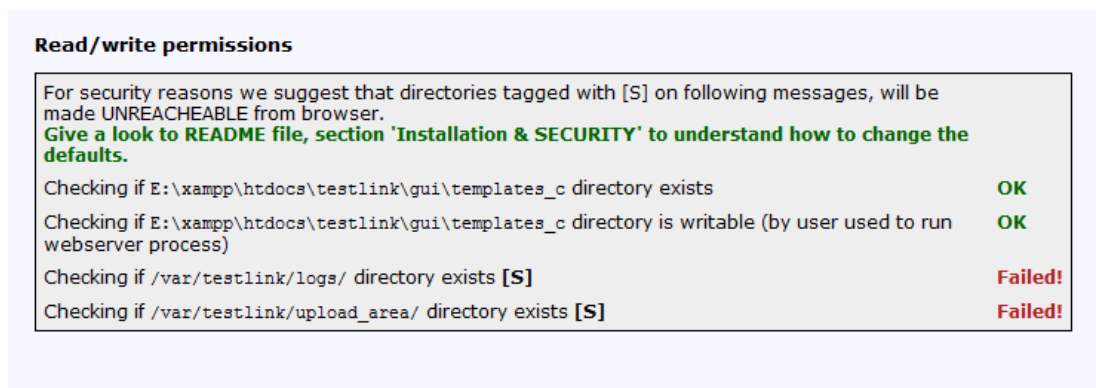 Read/write permissions
For security reasons we suggest that directories tagged with [S] on following messages, will be
made UNREACHEABLE from browser.
Give a look to README file, section 'Installation & SECURITY' to understand how to change the
defaults.
Checking if E:\xampp\htdocs\testlink\gui\templates_c directory exists OK
Checking if E:\xampp\htdocs\testlink\gui\templates_c directory is writable (by user used to run OK
webserver process)
Checking if /var/testlink/logs/ directory exists [S] Failed!
Checking if /var/testlink/upload_area/ directory exists [S] Failed!